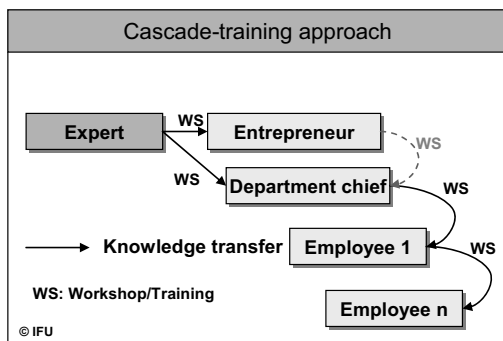 Cascade-training approach
Expert
WS
Entrepreneur
WS
WS
Department chief
WS
Knowledge transfer
Employee 1
WS
WS: Workshop/Training
Employee n
© IFU